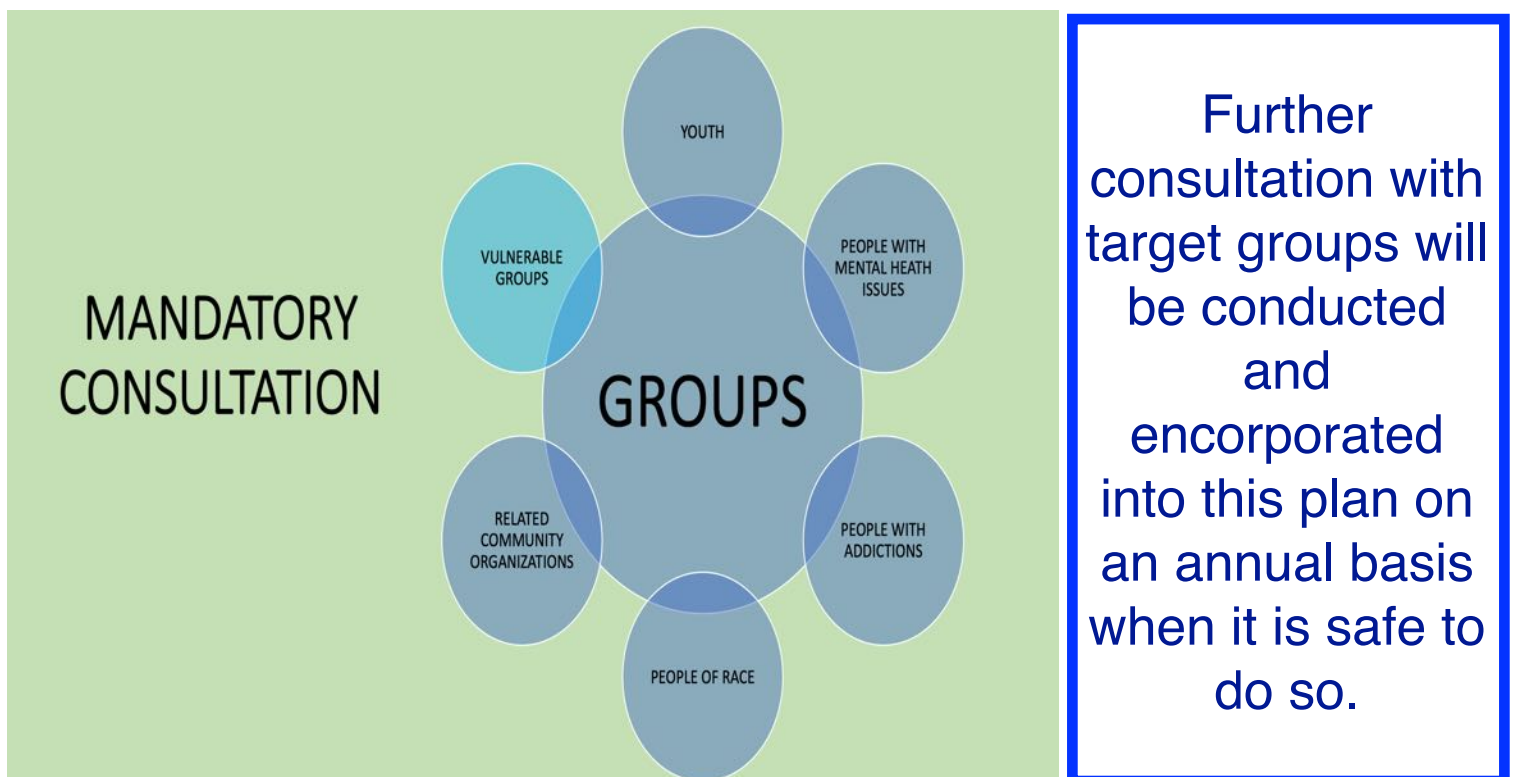 MANDATORY
CONSULTATION
YOUTH
VULNERABLE
GROUPS
PEOPLE WITH
MENTAL HEATH
ISSUES
GROUPS
RELATED
COMMUNITY
ORGANIZATIONS
PEOPLE WITH
ADDICTIONS
PEOPLE OF RACE
Further
consultation with
target groups will
be conducted
and
encorporated
into this plan on
an annual basis
when it is safe to
do so.